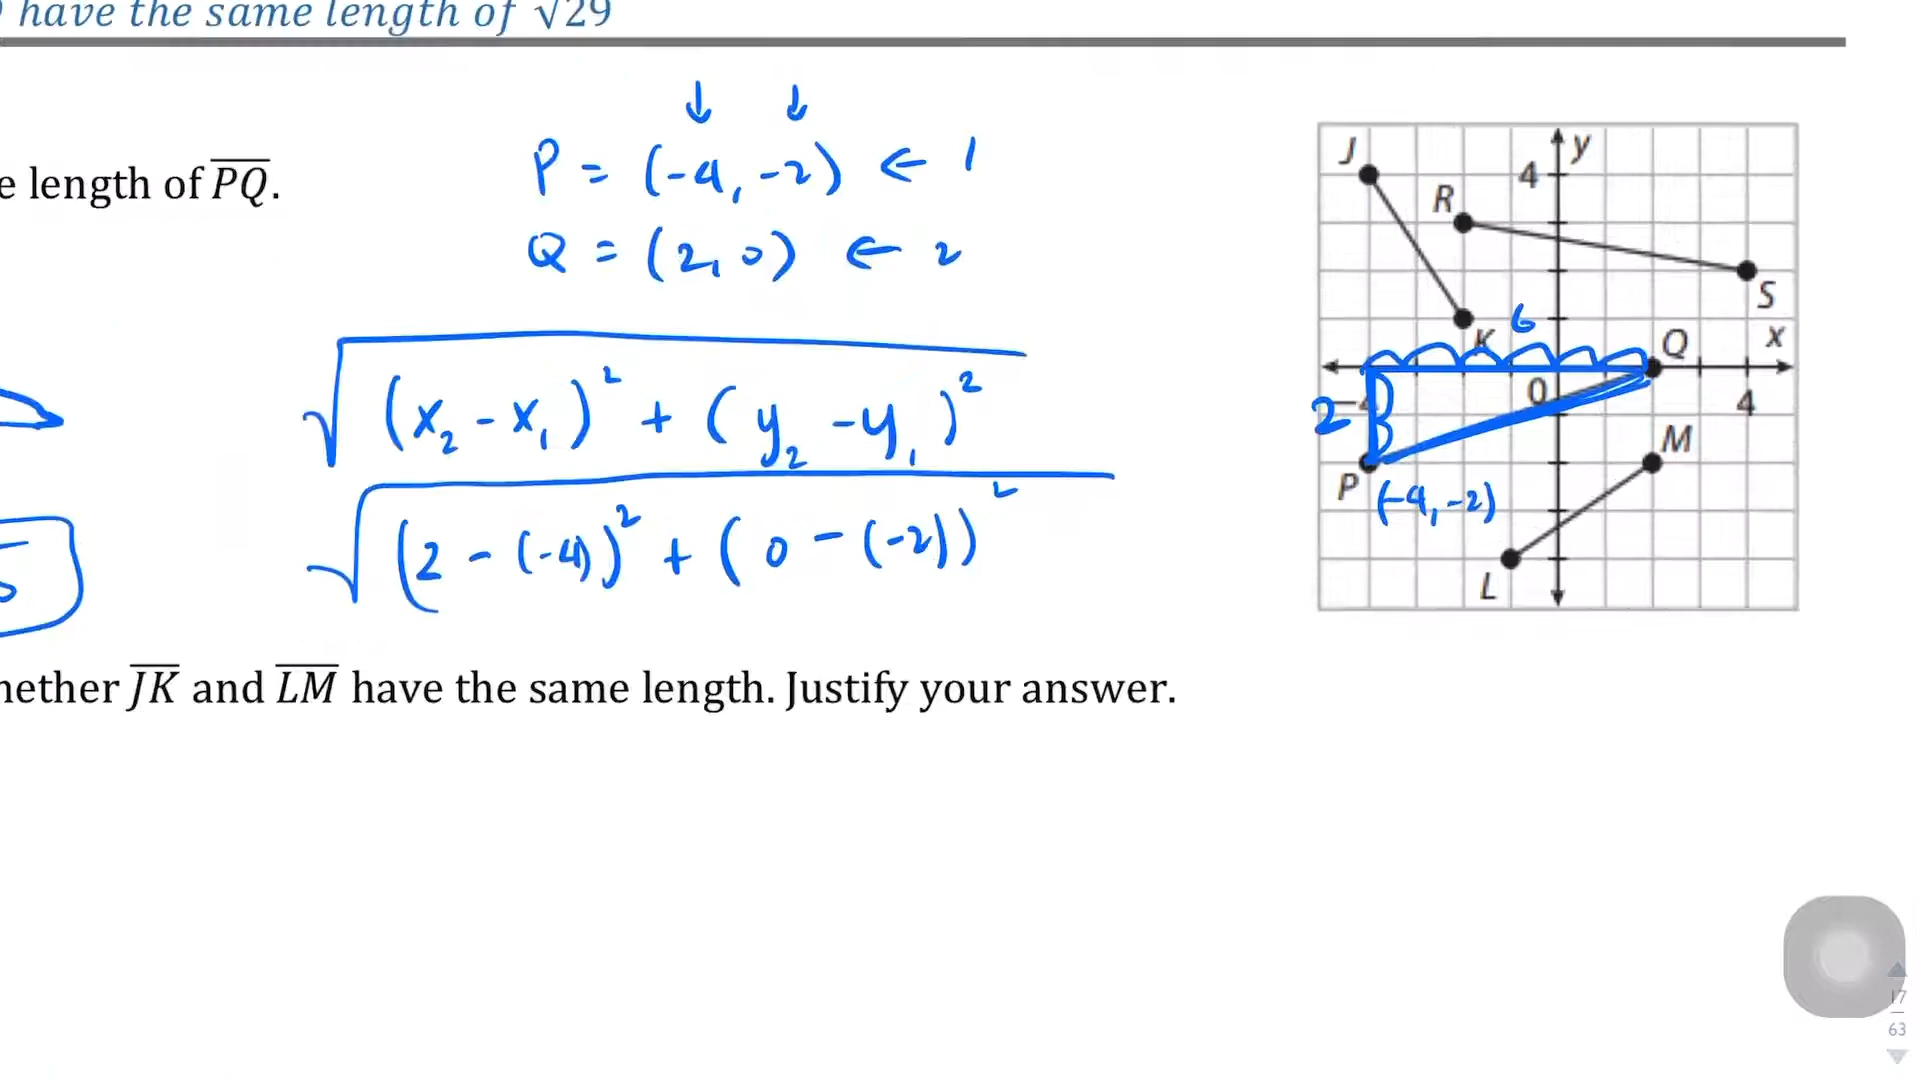 have the same length of √29
P = (-4, -2) ← 1
e length of PQ.
Q = (2, 0) ← 2
√(x₂ - x₁)² + (y₂ - y₁)²
√(2 - (-4))² + (0 - (-2))²
hether JK and LM have the same length. Justify your answer.
J
y
4
R
S
6
K
Q
x
2
-4
0
4
M
P
(-4, -2)
L
17
63